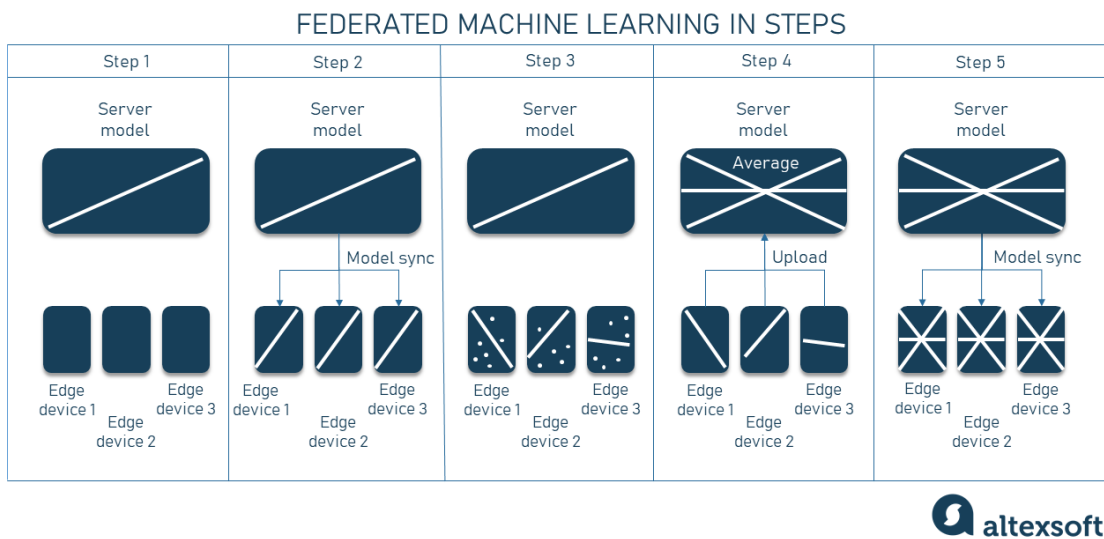 FEDERATED MACHINE LEARNING IN STEPS
Step 1
Step 2
Step 3
Step 4
Step 5
Server
model
Server
model
Server
model
Server
model
Server
model
Average
Model sync
Upload
Model sync
Edge
device 1
Edge
device 2
Edge
device 3
Edge
device 1
Edge
device 2
Edge
device 3
Edge
device 1
Edge
device 2
Edge
device 3
Edge
device 1
Edge
device 2
Edge
device 3
Edge
device 1
Edge
device 2
Edge
device 3
altexsoft